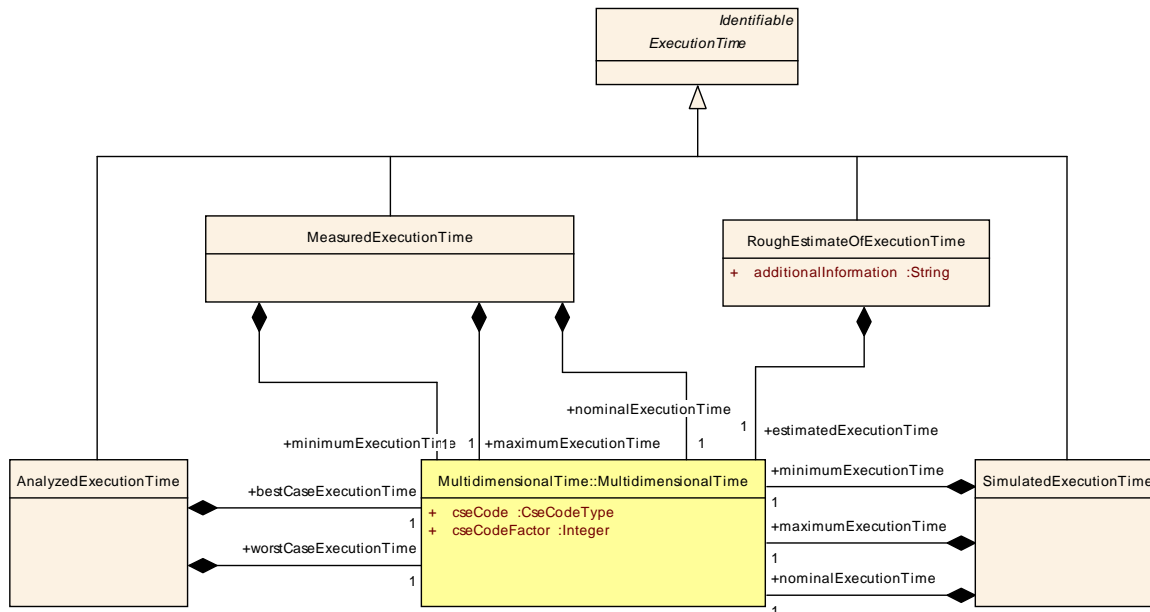 Identifiable
ExecutionTime
MeasuredExecutionTime
RoughEstimateOfExecutionTime
+ additionalInformation :String
+nominalExecutionTime
+minimumExecutionTime
1
1
+maximumExecutionTime
1
1
+estimatedExecutionTime
AnalyzedExecutionTime
+bestCaseExecutionTime
1
+worstCaseExecutionTime
1
MultidimensionalTime::MultidimensionalTime
+ cseCode :CseCodeType
+ cseCodeFactor :Integer
+minimumExecutionTime
1
+maximumExecutionTime
1
+nominalExecutionTime
1
SimulatedExecutionTime